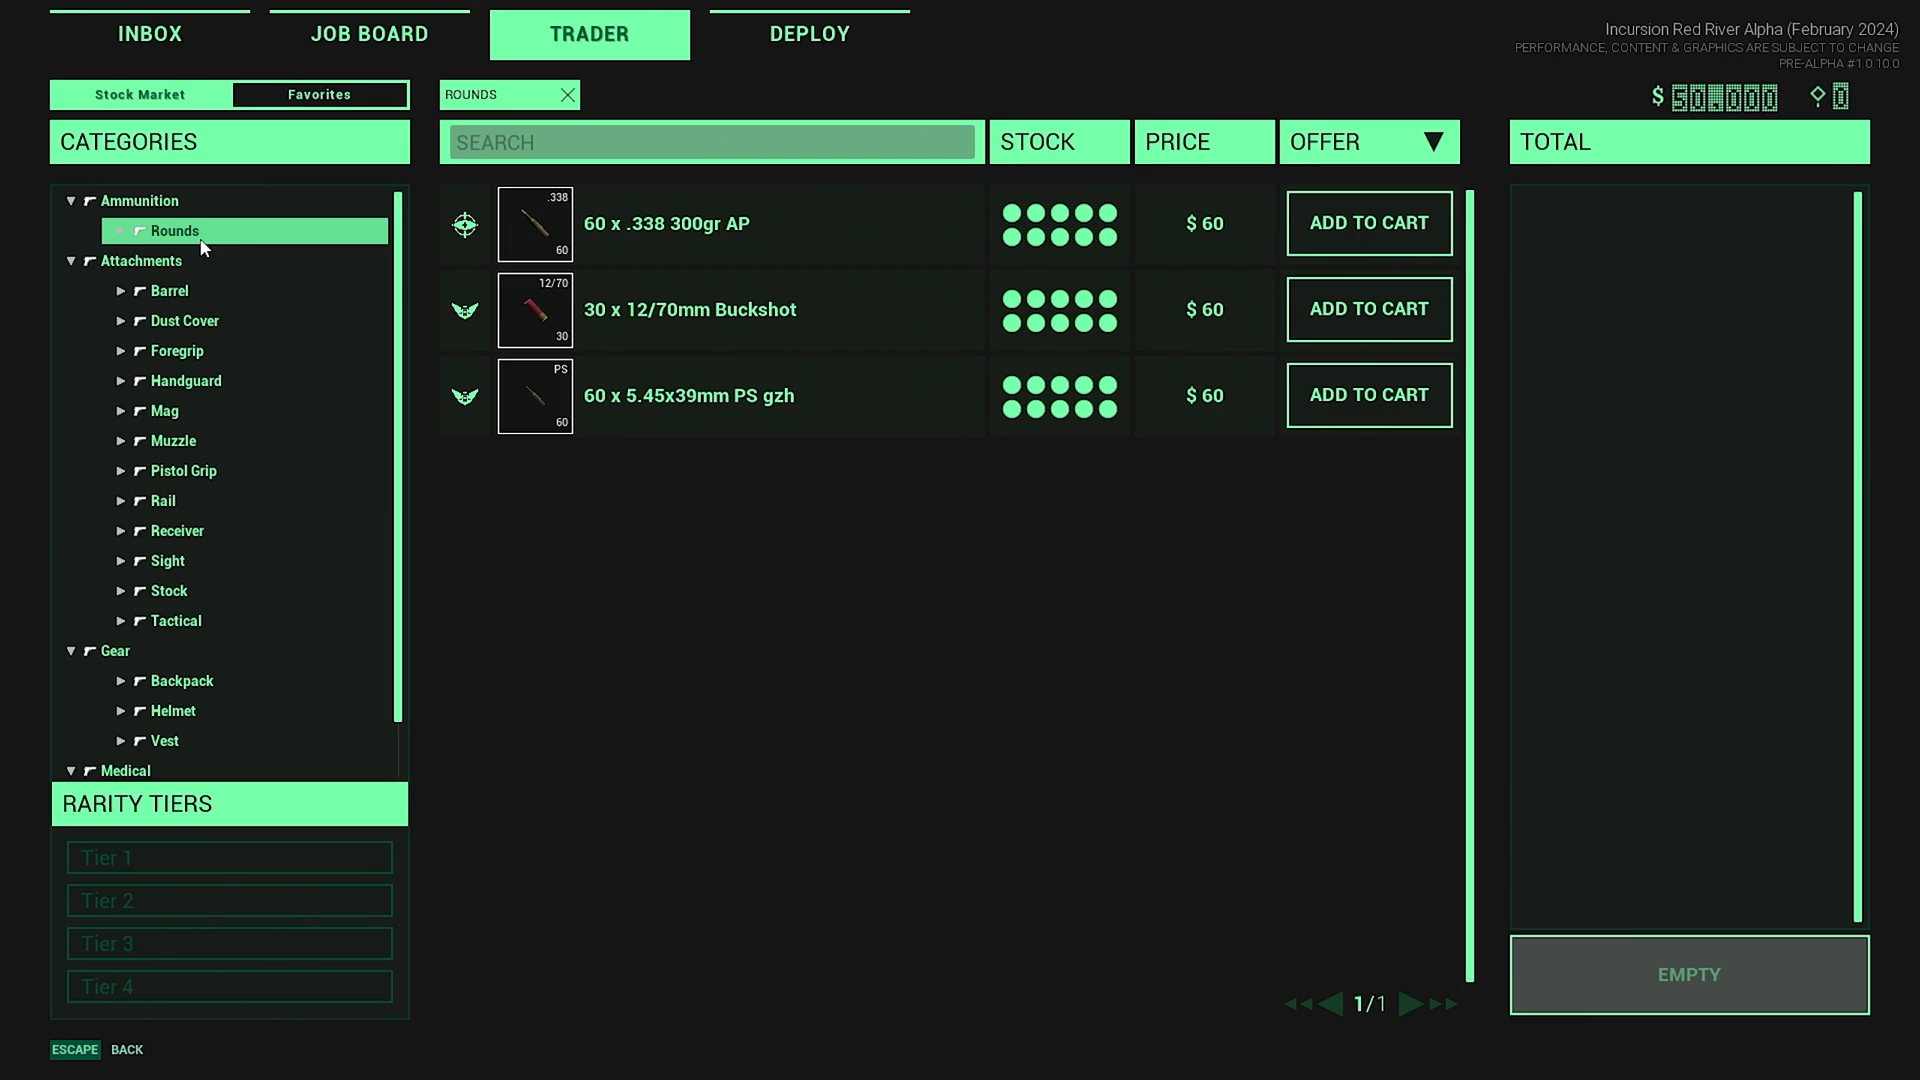 INBOX
JOB BOARD
TRADER
DEPLOY
Incursion Red River Alpha (February 2024)
PERFORMANCE, CONTENT & GRAPHICS ARE SUBJECT TO CHANGE
PRE-ALPHA #1.0.10.0
Stock Market
Favorites
ROUNDS
$ 50.000
0
CATEGORIES
SEARCH
STOCK
PRICE
OFFER
TOTAL
Ammunition
Rounds
Attachments
Barrel
Dust Cover
Foregrip
Handguard
Mag
Muzzle
Pistol Grip
Rail
Receiver
Sight
Stock
Tactical
Gear
Backpack
Helmet
Vest
Medical
.338
60
60 x .338 300gr AP
$ 60
ADD TO CART
12/70
30
30 x 12/70mm Buckshot
$ 60
ADD TO CART
PS
60
60 x 5.45x39mm PS gzh
$ 60
ADD TO CART
RARITY TIERS
Tier 1
Tier 2
Tier 3
Tier 4
1/1
EMPTY
ESCAPE BACK